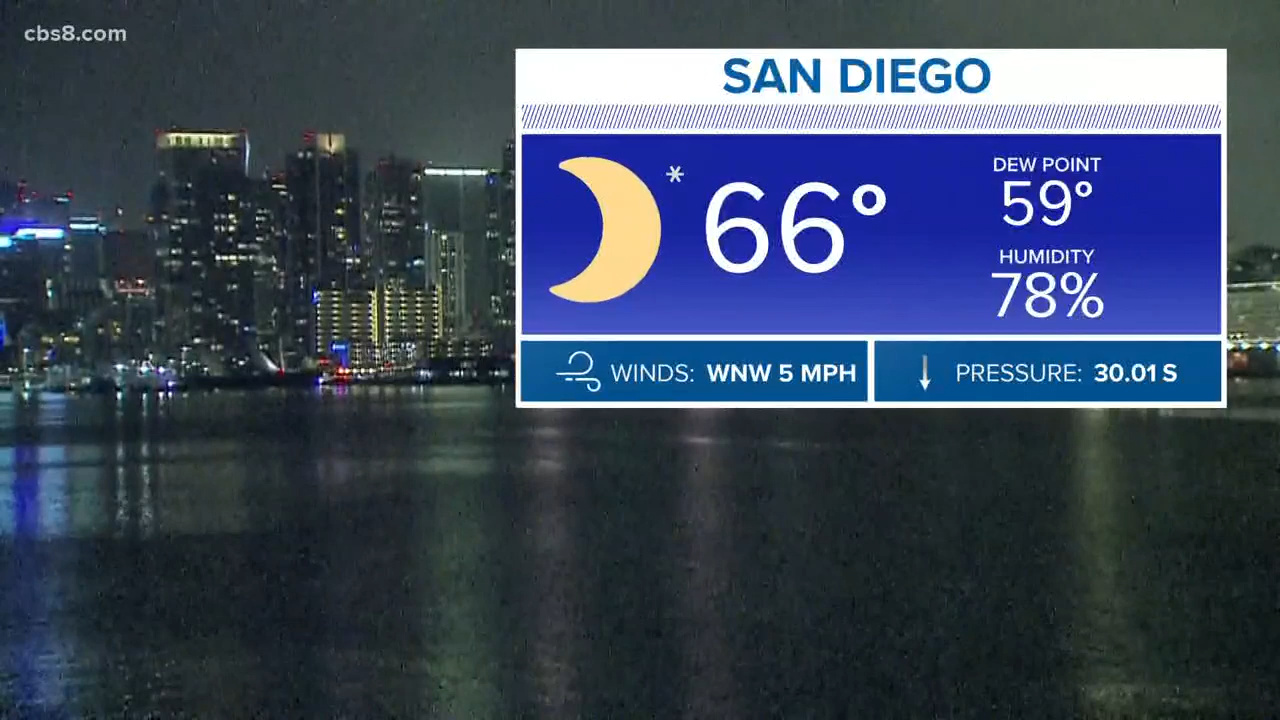 cbs8.com
SAN DIEGO
66°
DEW POINT
59°
HUMIDITY
78%
WINDS: WNW 5 MPH
PRESSURE: 30.01 S